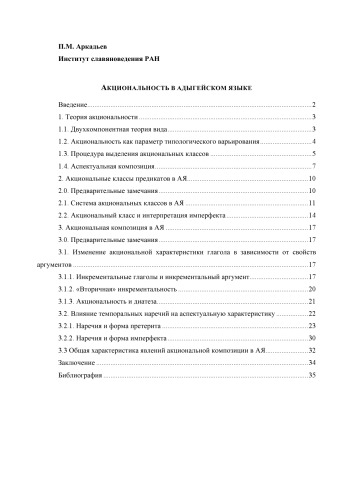 П.М. Аркадьев
Институт славяноведения РАН
АКЦИОНАЛЬНОСТЬ В АДЫГЕЙСКОМ ЯЗЫКЕ
Введение 2
1. Теория акциональности 3
1.1. Двухкомпонентная теория вида 3
1.2. Акциональность как параметр типологического варьирования 4
1.3. Процедура выделения акциональных классов 5
1.4. Аспектуальная композиция 7
2. Акциональные классы предикатов в АЯ 10
2.0. Предварительные замечания 10
2.1. Система акциональных классов в АЯ 11
2.2. Акциональный класс и интерпретация имперфекта 14
3. Акциональная композиция в АЯ 17
3.0. Предварительные замечания 17
3.1. Изменение акциональной характеристики глагола в зависимости от свойств
аргументов 17
3.1.1. Инкрементальные глаголы и инкрементальный аргумент 17
3.1.2. «Вторичная» инкрементальность 20
3.1.3. Акциональность и диатеза 21
3.2. Влияние темпоральных наречий на аспектуальную характеристику 22
3.2.1. Наречия и форма претерита 23
3.2.2. Наречия и форма имперфекта 30
3.3 Общая характеристика явлений акциональной композиции в АЯ 32
Заключение 34
Библиография 35